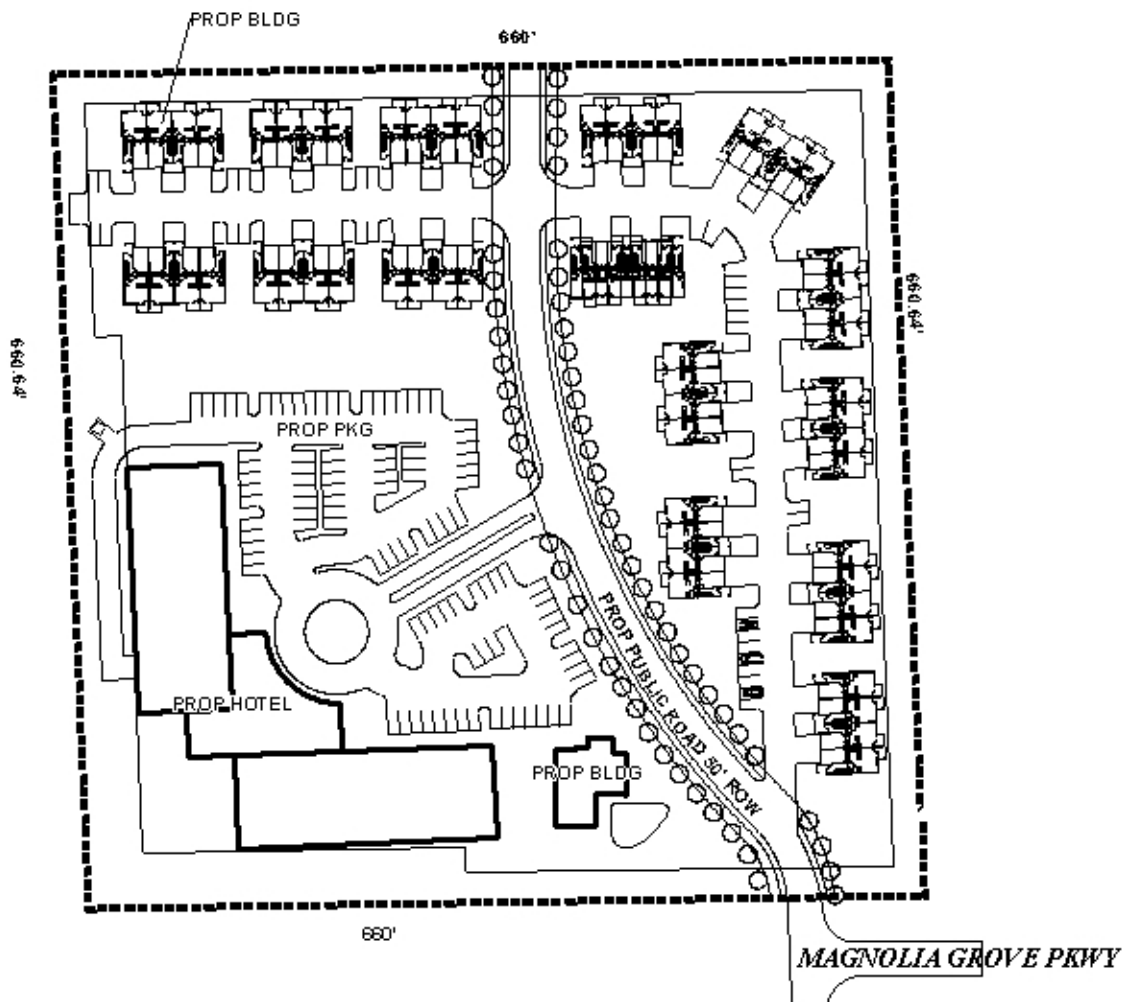 PROP BLDG
660'
660.64'
660.64'
PROP PKG
PROP PUBLIC ROAD 50' ROW
PROP HOTEL
PROP BLDG
660'
MAGNOLIA GROVE PKWY